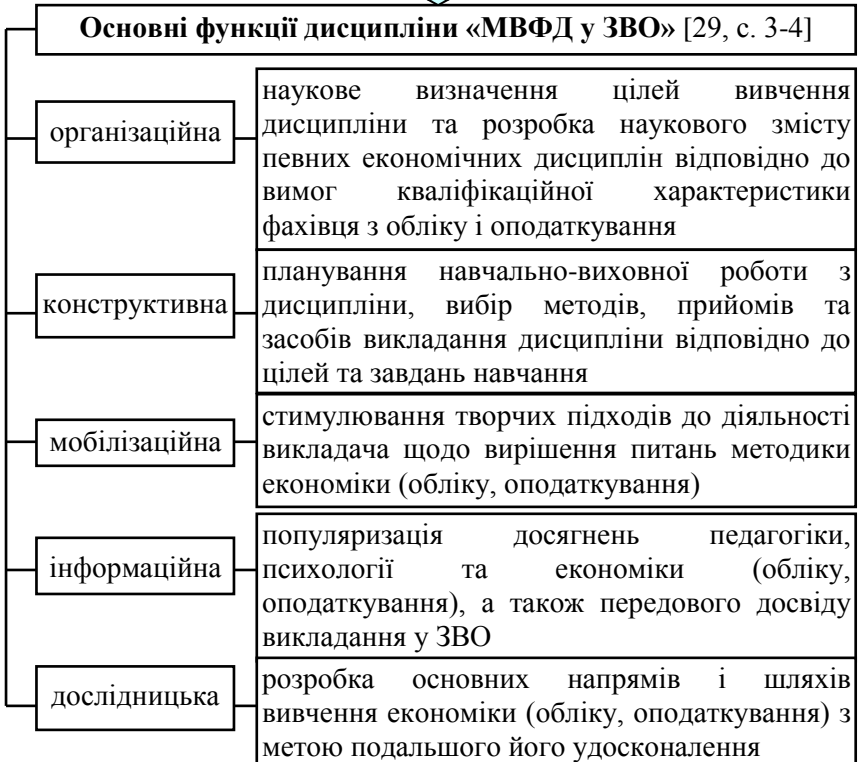 Основні функції дисципліни «МВФД у ЗВО» [29, с. 3-4]
організаційна
наукове визначення цілей вивчення
дисципліни та розробка наукового змісту
певних економічних дисциплін відповідно до
вимог кваліфікаційної характеристики
фахівця з обліку і оподаткування
конструктивна
планування навчально-виховної роботи з
дисципліни, вибір методів, прийомів та
засобів викладання дисципліни відповідно до
цілей та завдань навчання
мобілізаційна
стимулювання творчих підходів до діяльності
викладача щодо вирішення питань методики
економіки (обліку, оподаткування)
інформаційна
популяризація досягнень педагогіки,
психології та економіки (обліку,
оподаткування), а також передового досвіду
викладання у ЗВО
дослідницька
розробка основних напрямів і шляхів
вивчення економіки (обліку, оподаткування) з
метою подальшого його удосконалення